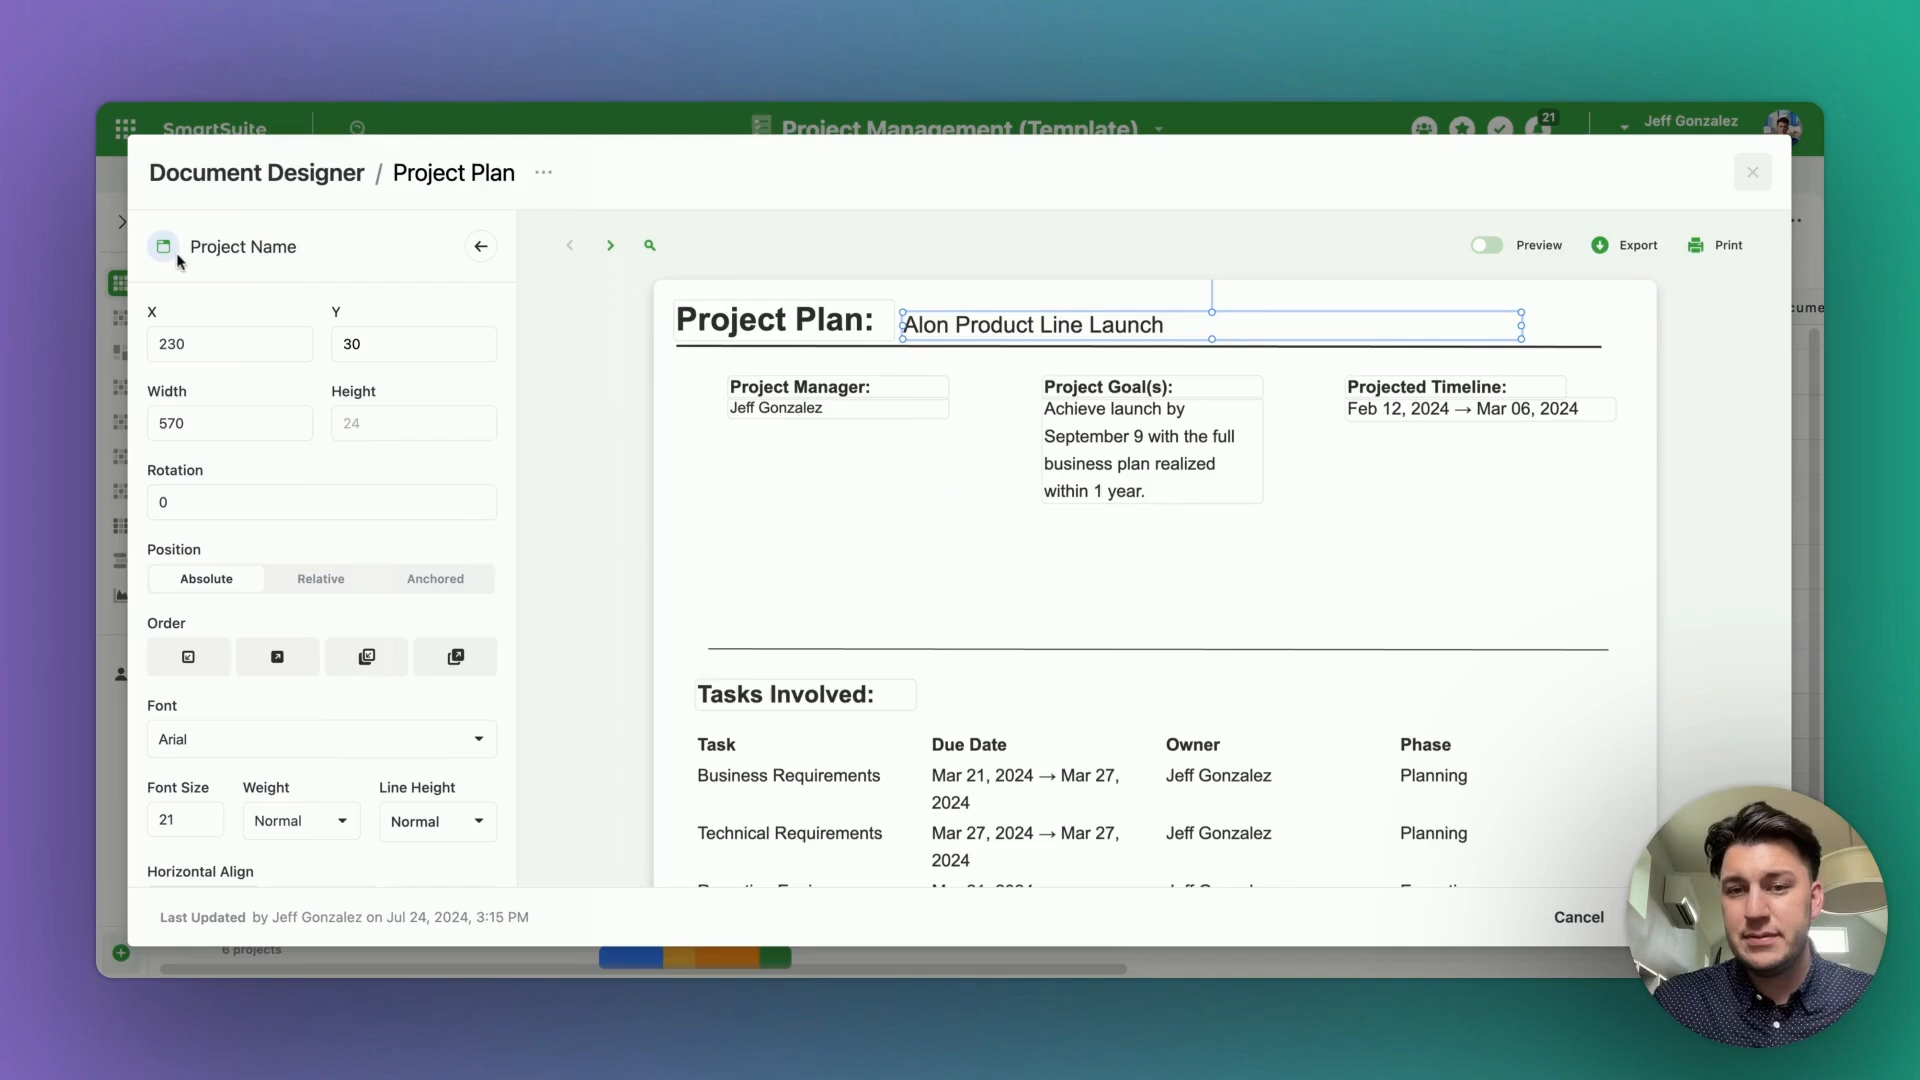 SmartSuite
Project Management (Template)
21
Jeff Gonzalez
Document Designer / Project Plan ...
Project Name
Preview
Export
Print
X
Y
230
30
Width
Height
570
24
Rotation
0
Position
Absolute
Relative
Anchored
Order
Font
Arial
Font Size
Weight
Line Height
21
Normal
Normal
Horizontal Align
Project Plan:
Alon Product Line Launch
Project Manager:
Jeff Gonzalez
Project Goal(s):
Achieve launch by
September 9 with the full
business plan realized
within 1 year.
Projected Timeline:
Feb 12, 2024 → Mar 06, 2024
Tasks Involved:
Task
Due Date
Owner
Phase
Business Requirements
Mar 21, 2024 → Mar 27,
2024
Jeff Gonzalez
Planning
Technical Requirements
Mar 27, 2024 → Mar 27,
2024
Jeff Gonzalez
Planning
Last Updated by Jeff Gonzalez on Jul 24, 2024, 3:15 PM
Cancel
6 projects